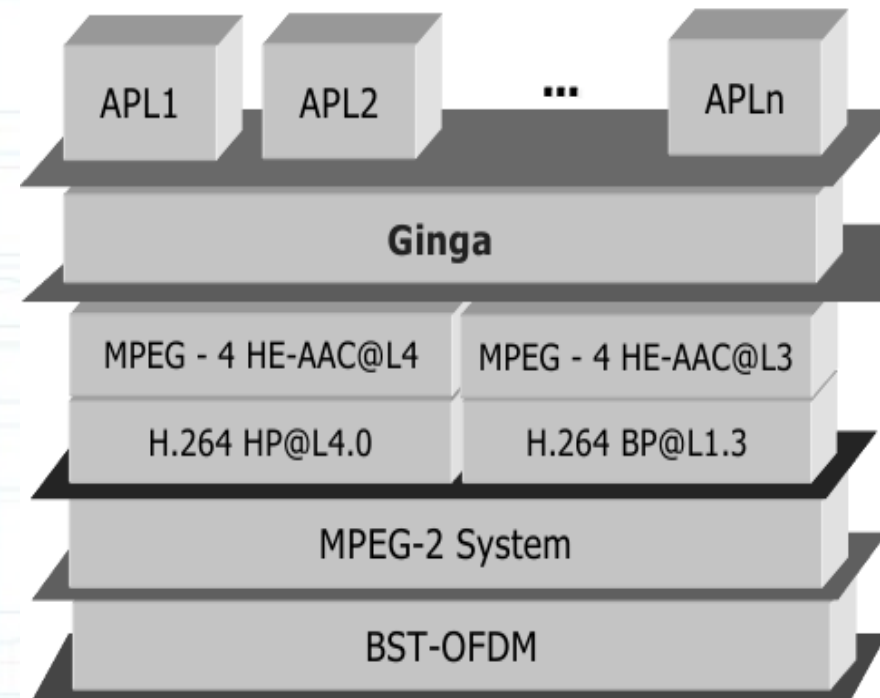 APL1 APL2 ... APLn
Ginga
MPEG - 4 HE-AAC@L4 MPEG - 4 HE-AAC@L3
H.264 HP@L4.0 H.264 BP@L1.3
MPEG-2 System
BST-OFDM